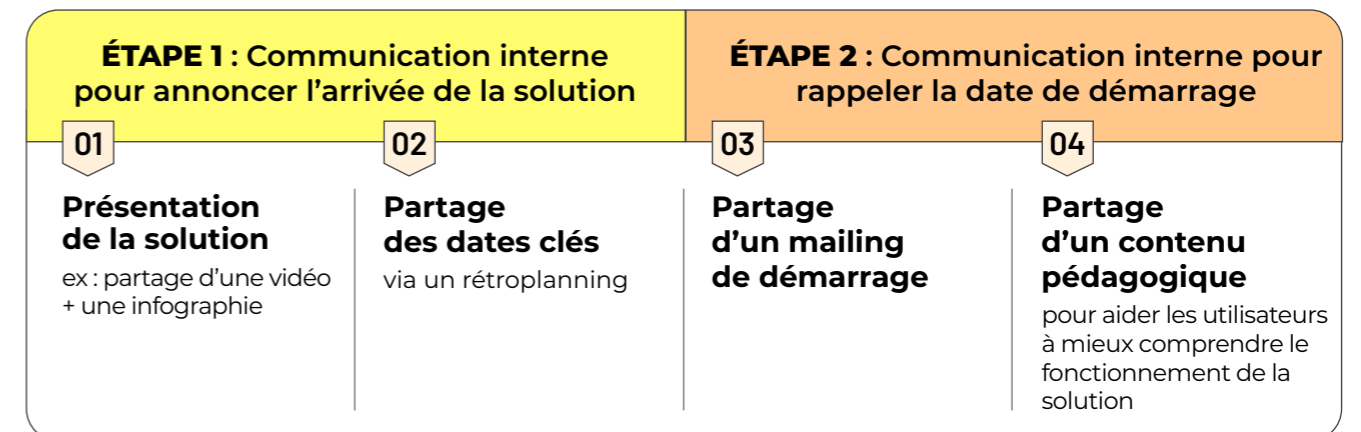 ÉTAPE 1 : Communication interne
pour annoncer l’arrivée de la solution
ÉTAPE 2 : Communication interne pour
rappeler la date de démarrage
01
Présentation
de la solution
ex : partage d’une vidéo
+ une infographie
02
Partage
des dates clés
via un rétroplanning
03
Partage
d’un mailing
de démarrage
04
Partage
d’un contenu
pédagogique
pour aider les utilisateurs
à mieux comprendre le
fonctionnement de la
solution